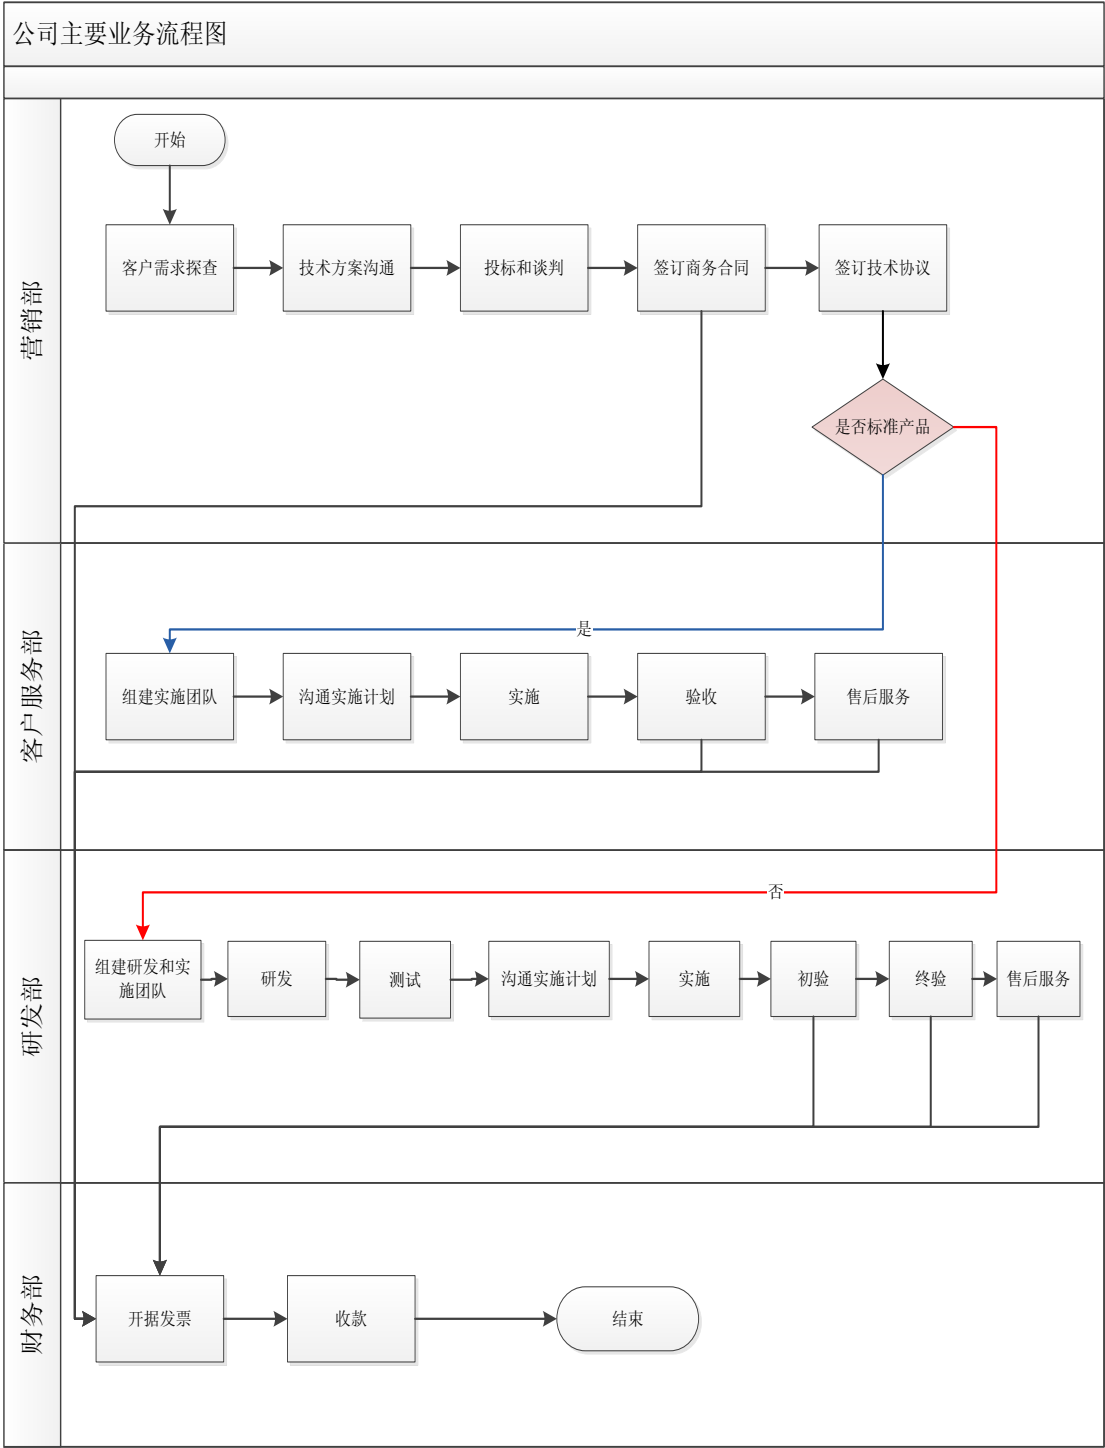 公司主要业务流程图
营销部
开始
客户需求探查
技术方案沟通
投标和谈判
签订商务合同
签订技术协议
是否标准产品
客户服务部
是
组建实施团队
沟通实施计划
实施
验收
售后服务
研发部
否
组建研发和实
施团队
研发
测试
沟通实施计划
实施
初验
终验
售后服务
财务部
开据发票
收款
结束